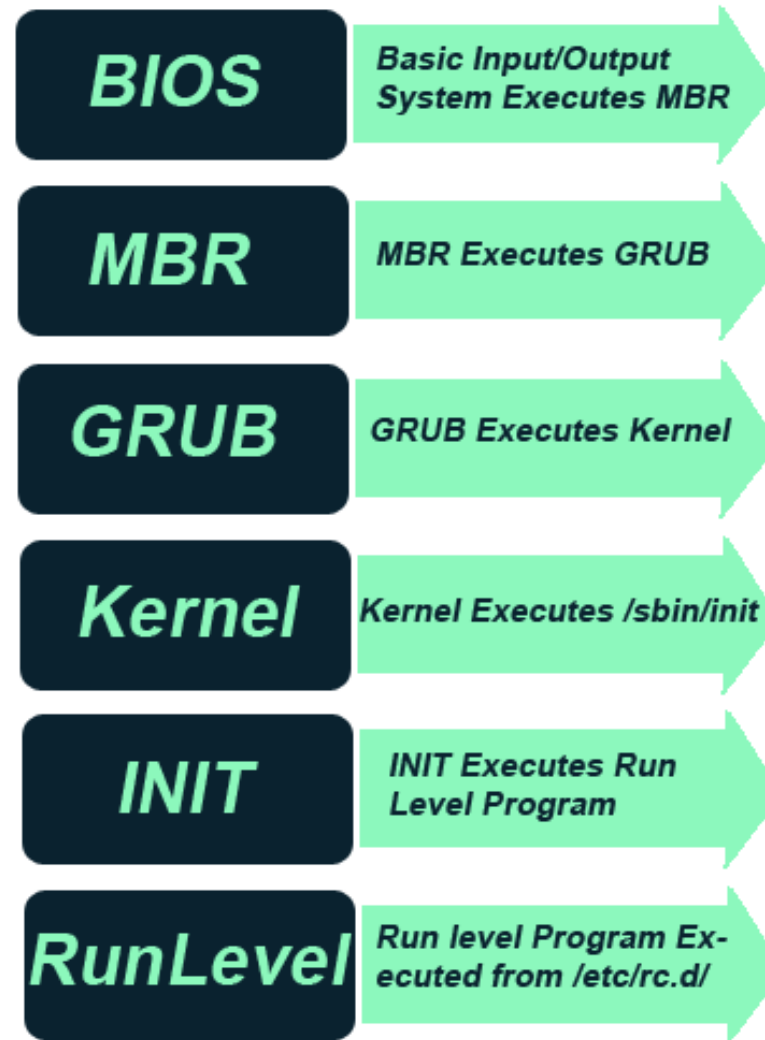 BIOS
Basic Input/Output
System Executes MBR
MBR
MBR Executes GRUB
GRUB
GRUB Executes Kernel
Kernel
Kernel Executes /sbin/init
INIT
INIT Executes Run
Level Program
RunLevel
Run level Program Ex-
ecuted from /etc/rc.d/